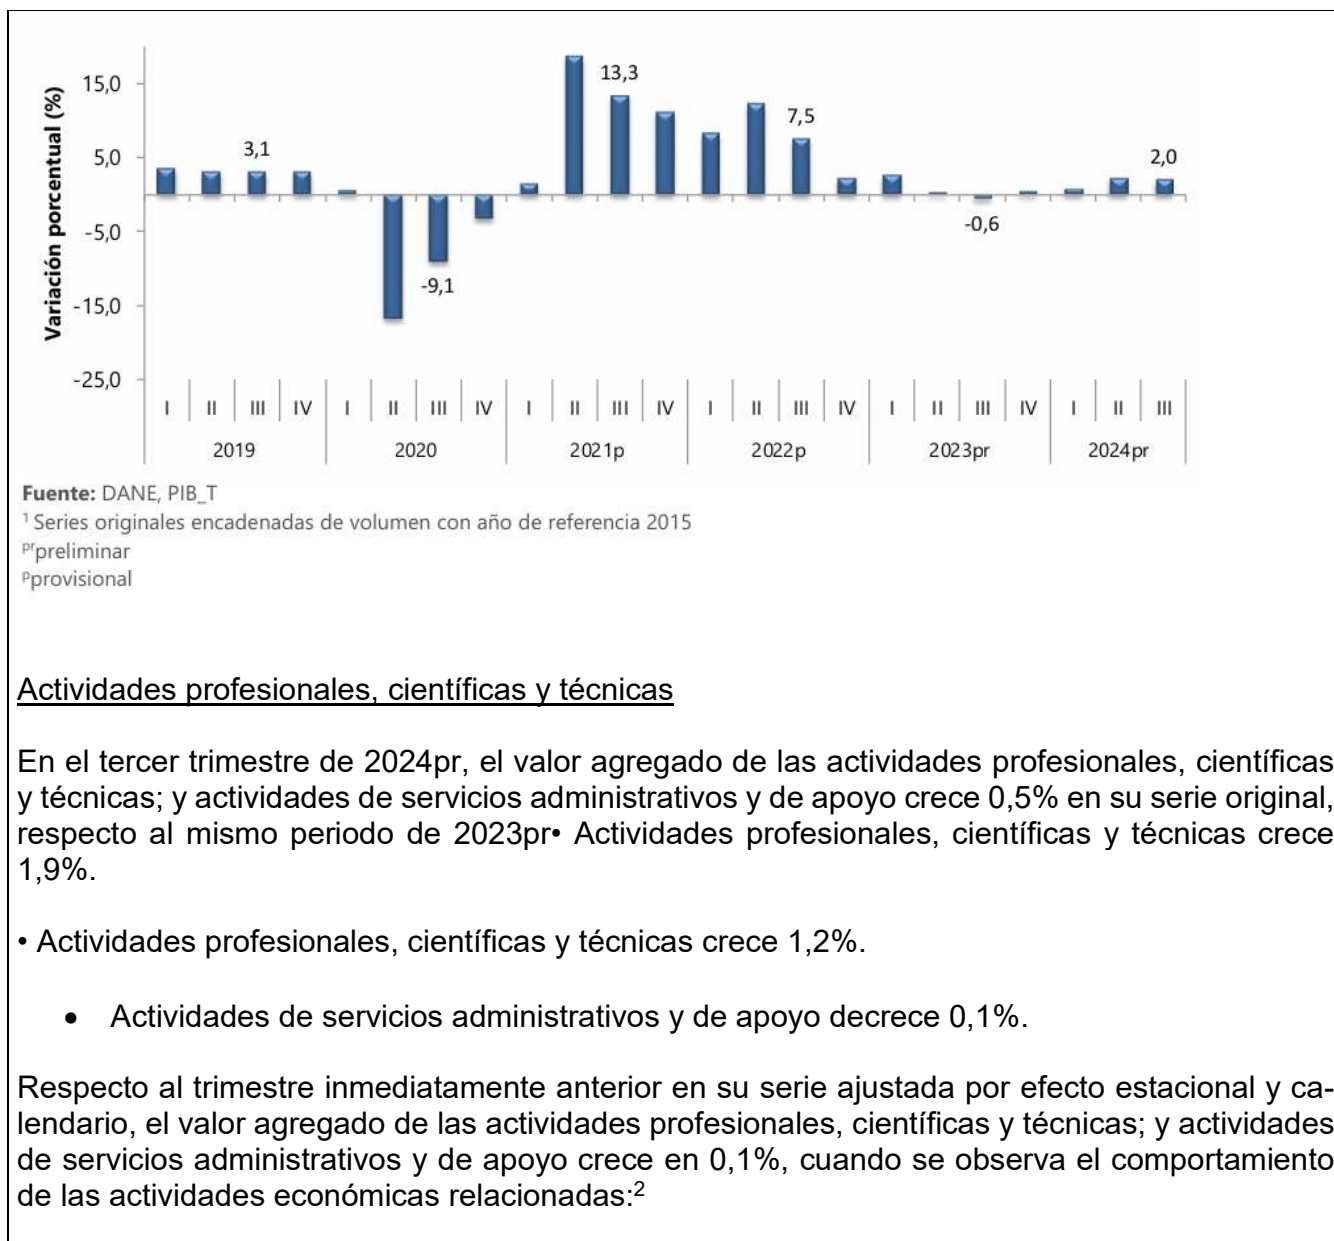 Variación porcentual (%)
15,0
5,0
-5,0
-15,0
-25,0
3,1
-9,1
13,3
7,5
-0,6
2,0
I II III IV I II III IV I II III IV I II III IV I II III IV I II III
2019 2020 2021p 2022p 2023pr 2024pr
Fuente: DANE, PIB_T
1 Series originales encadenadas de volumen con año de referencia 2015
prpreliminar
pprovisional
Actividades profesionales, científicas y técnicas
En el tercer trimestre de 2024pr, el valor agregado de las actividades profesionales, científicas
y técnicas; y actividades de servicios administrativos y de apoyo crece 0,5% en su serie original,
respecto al mismo periodo de 2023pr• Actividades profesionales, científicas y técnicas crece
1,9%.
• Actividades profesionales, científicas y técnicas crece 1,2%.
• Actividades de servicios administrativos y de apoyo decrece 0,1%.
Respecto al trimestre inmediatamente anterior en su serie ajustada por efecto estacional y ca-
lendario, el valor agregado de las actividades profesionales, científicas y técnicas; y actividades
de servicios administrativos y de apoyo crece en 0,1%, cuando se observa el comportamiento
de las actividades económicas relacionadas:2